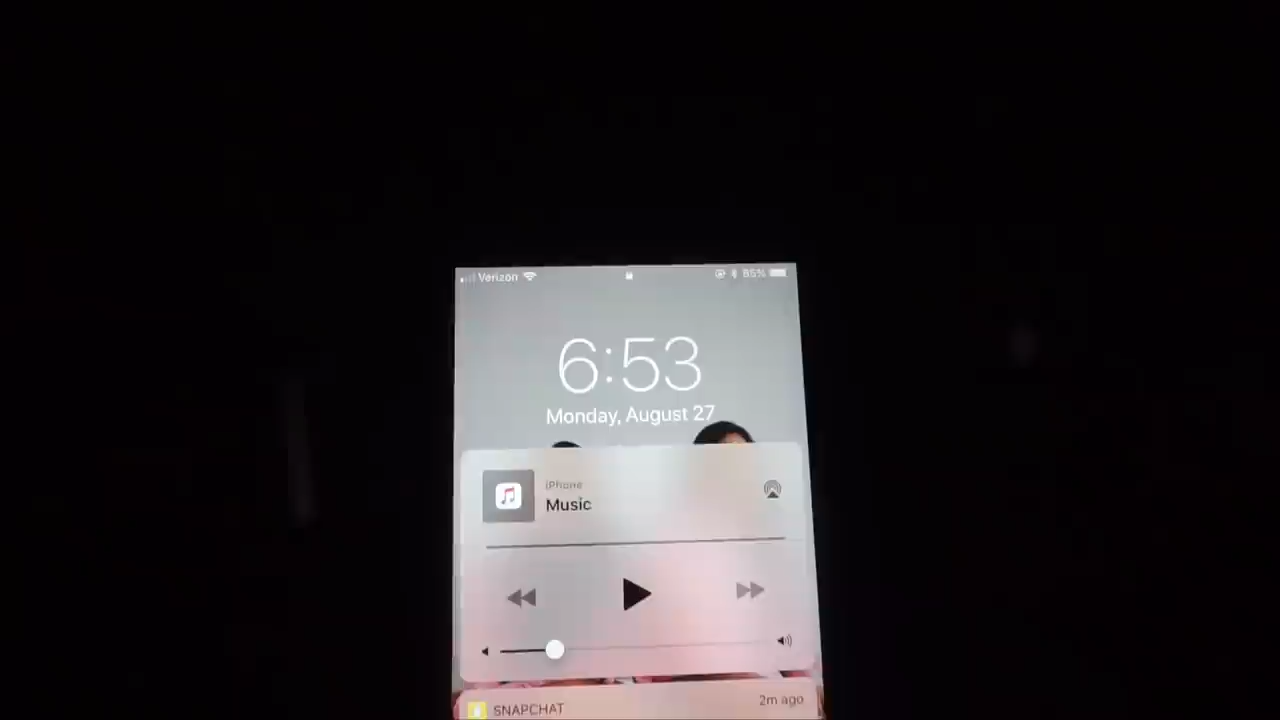 Verizon 85%
6:53
Monday, August 27
iPhone
Music
SNAPCHAT 2m ago